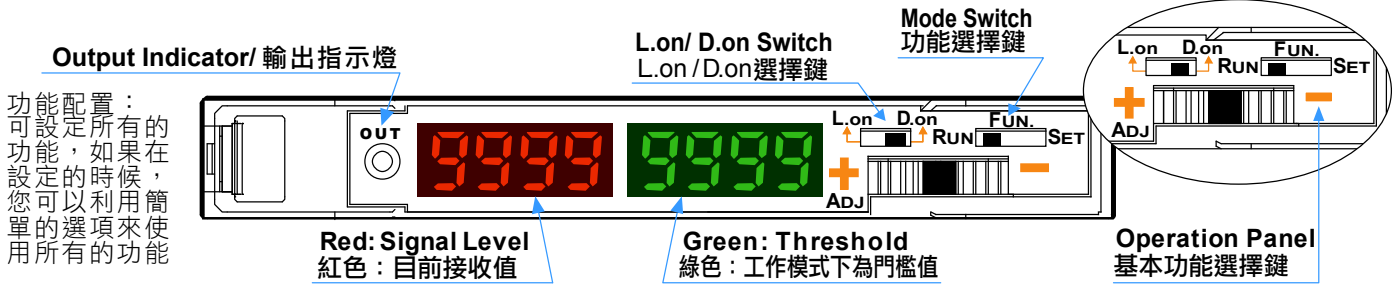 Output Indicator/ 輸出指示燈
L.on/ D.on Switch
L.on / D.on選擇鍵
Mode Switch
功能選擇鍵
功能配置：
可設定所有的
功能，如果在
設定的時候，
您可以利用簡
單的選項來使
用所有的功能
OUT
9999
9999
L.on D.on
RUN FUN. SET
+ −
ADJ
L.on D.on
RUN FUN. SET
+ −
ADJ
Red: Signal Level
紅色：目前接收值
Green: Threshold
綠色：工作模式下為門檻值
Operation Panel
基本功能選擇鍵